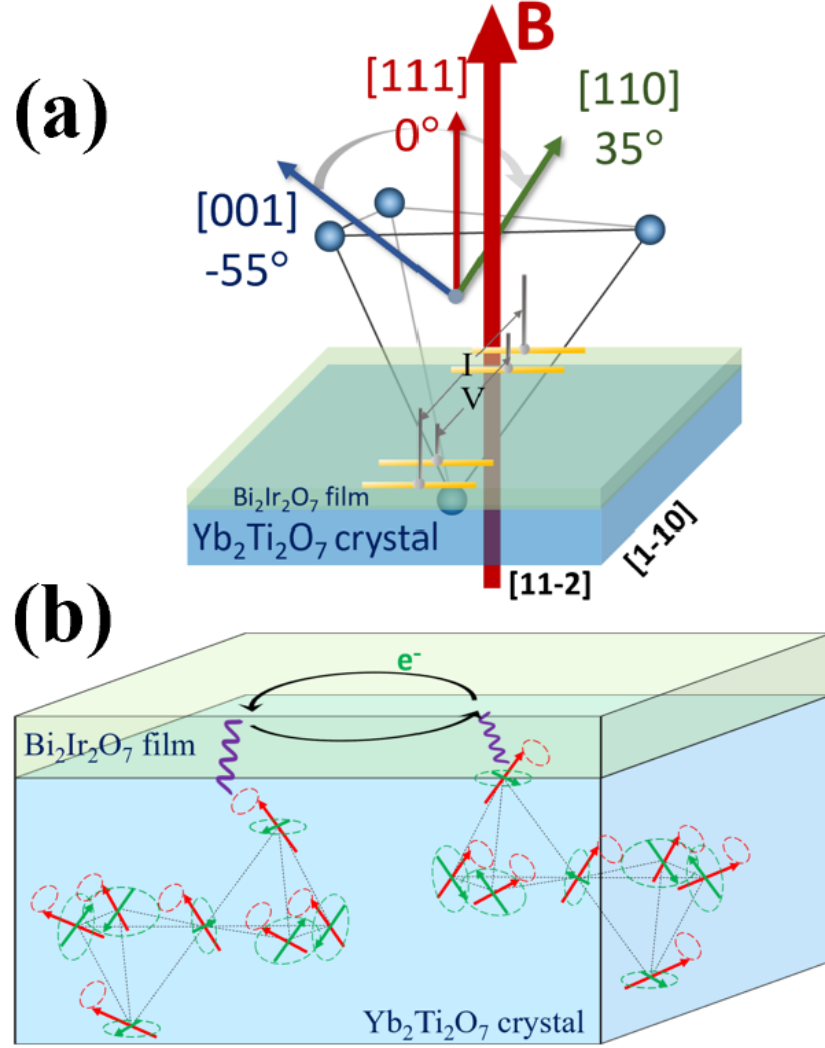 (a)
B
[111]
0°
[110]
35°
[001]
-55°
I
V
Bi₂Ir₂O₇ film
Yb₂Ti₂O₇ crystal
[11-2]
[1-10]
(b)
e⁻
Bi₂Ir₂O₇ film
Yb₂Ti₂O₇ crystal